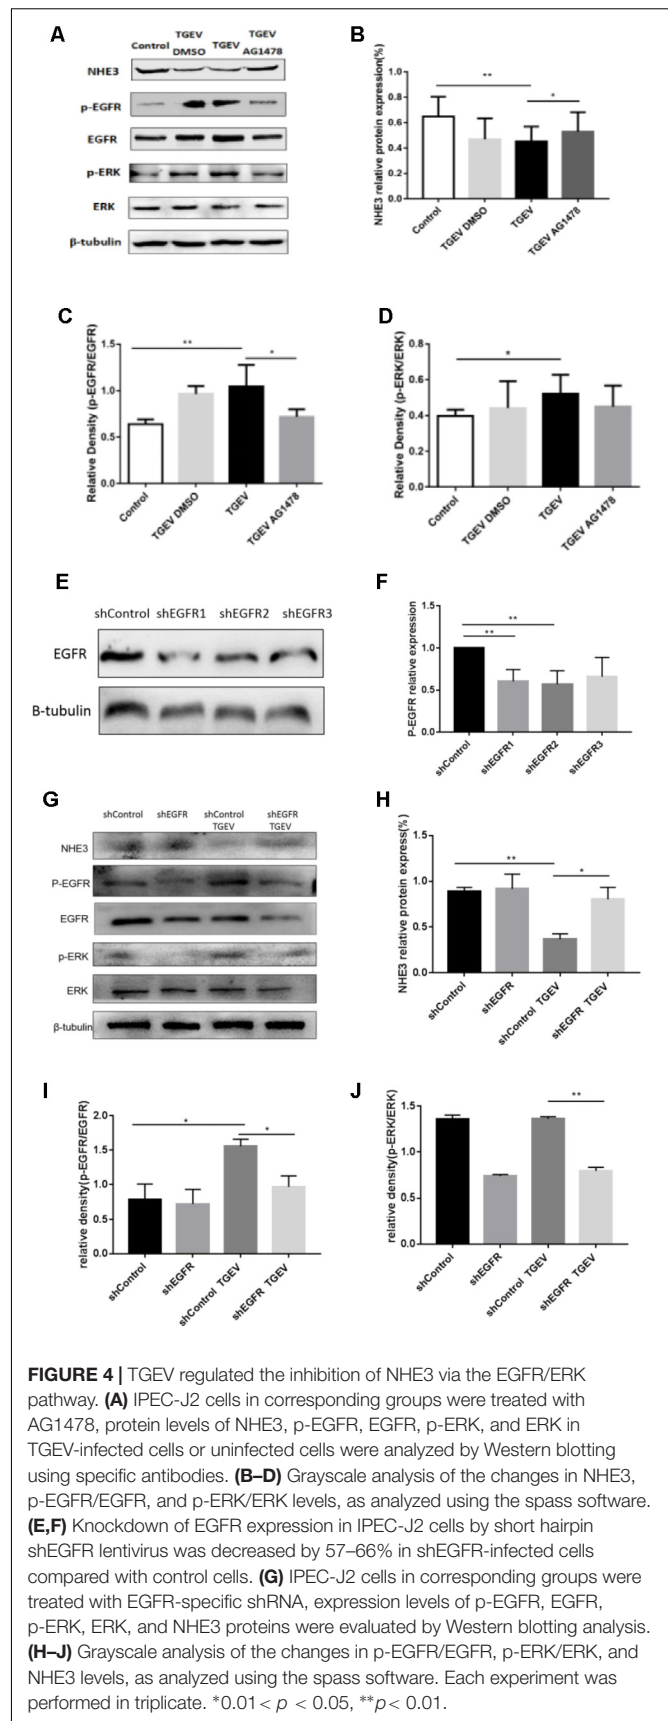 A
Control
TGEV
DMSO
TGEV
TGEV
AG1478
NHE3
p-EGFR
EGFR
p-ERK
ERK
β-tubulin
B
NHE3 relative protein expression(%)
1.0
0.8
0.6
0.4
0.2
0.0
**
*
Control
TGEV DMSO
TGEV
TGEV AG1478
C
Relative Density (p-EGFR/EGFR)
1.5
1.0
0.5
0.0
**
*
Control
TGEV DMSO
TGEV
TGEV AG1478
D
Relative Density (p-ERK/ERK)
0.8
0.6
0.4
0.2
0.0
*
Control
TGEV DMSO
TGEV
TGEV AG1478
E
shControl shEGFR1 shEGFR2 shEGFR3
EGFR
B-tubulin
F
P-EGFR relative expression
1.5
1.0
0.5
0.0
**
**
shControl
shEGFR1
shEGFR2
shEGFR3
G
shControl
shEGFR
shControl
TGEV
shEGFR
TGEV
NHE3
P-EGFR
EGFR
p-ERK
ERK
β-tubulin
H
NHE3 relative protein express(%)
1.5
1.0
0.5
0.0
**
*
shControl
shEGFR
shControl TGEV
shEGFR TGEV
I
relative density(p-EGFR/EGFR)
2.0
1.5
1.0
0.5
0.0
*
*
shControl
shEGFR
shControl TGEV
shEGFR TGEV
J
relative density(p-ERK/ERK)
1.5
1.0
0.5
0.0
**
shControl
shEGFR
shControl TGEV
shEGFR TGEV
FIGURE 4 | TGEV regulated the inhibition of NHE3 via the EGFR/ERK
pathway. (A) IPEC-J2 cells in corresponding groups were treated with
AG1478, protein levels of NHE3, p-EGFR, EGFR, p-ERK, and ERK in
TGEV-infected cells or uninfected cells were analyzed by Western blotting
using specific antibodies. (B–D) Grayscale analysis of the changes in NHE3,
p-EGFR/EGFR, and p-ERK/ERK levels, as analyzed using the spass software.
(E,F) Knockdown of EGFR expression in IPEC-J2 cells by short hairpin
shEGFR lentivirus was decreased by 57–66% in shEGFR-infected cells
compared with control cells. (G) IPEC-J2 cells in corresponding groups were
treated with EGFR-specific shRNA, expression levels of p-EGFR, EGFR,
p-ERK, ERK, and NHE3 proteins were evaluated by Western blotting analysis.
(H–J) Grayscale analysis of the changes in p-EGFR/EGFR, p-ERK/ERK, and
NHE3 levels, as analyzed using the spass software. Each experiment was
performed in triplicate. *0.01< p < 0.05, **p< 0.01.